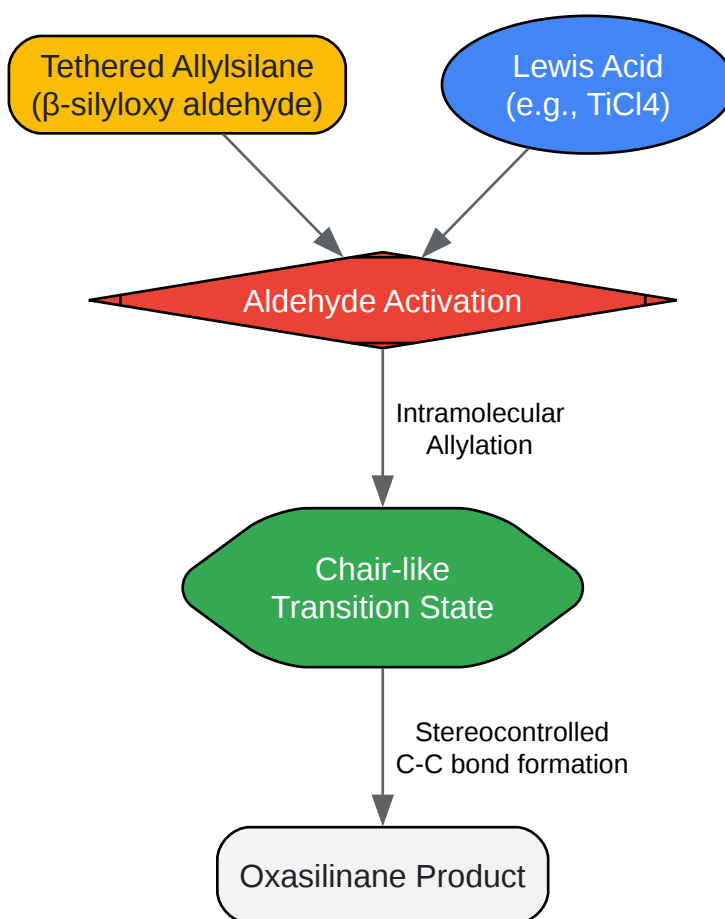 Tethered Allylsilane
(β-silyloxy aldehyde)
Lewis Acid
(e.g., TiCl4)
Aldehyde Activation
Intramolecular
Allylation
Chair-like
Transition State
Stereocontrolled
C-C bond formation
Oxasilinane Product